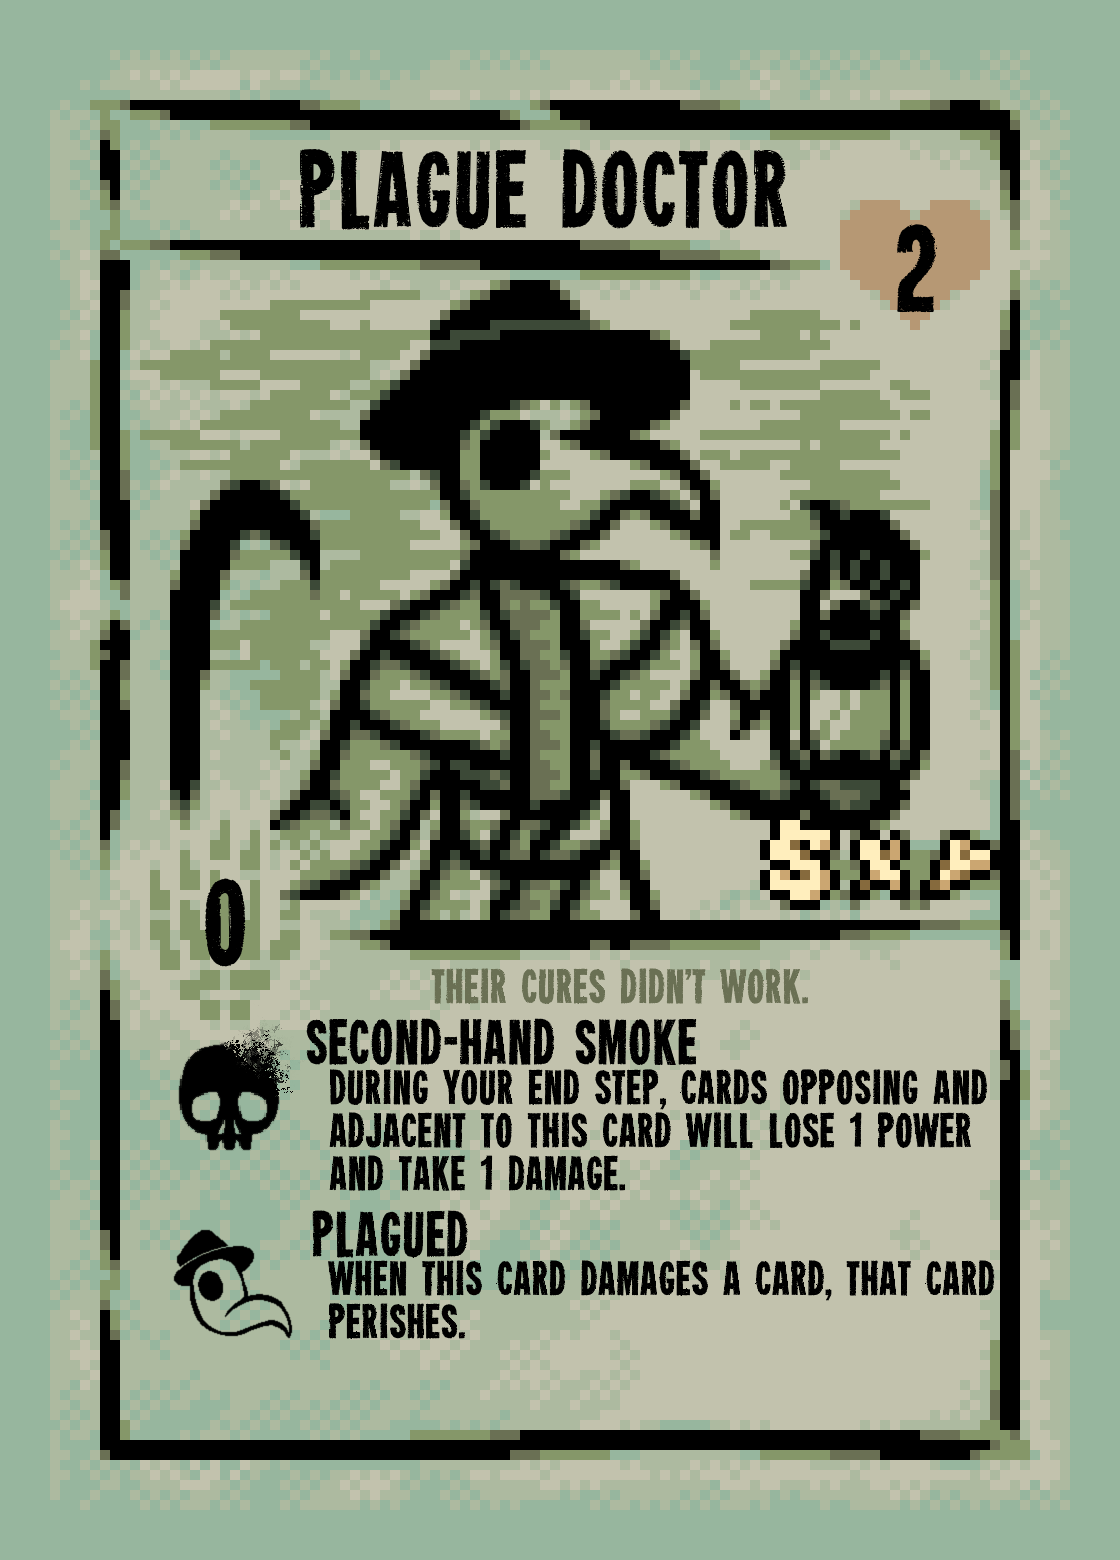 PLAGUE DOCTOR
2
0
THEIR CURES DIDN'T WORK.
SECOND-HAND SMOKE
DURING YOUR END STEP, CARDS OPPOSING AND
ADJACENT TO THIS CARD WILL LOSE 1 POWER
AND TAKE 1 DAMAGE.
PLAGUED
WHEN THIS CARD DAMAGES A CARD, THAT CARD
PERISHES.